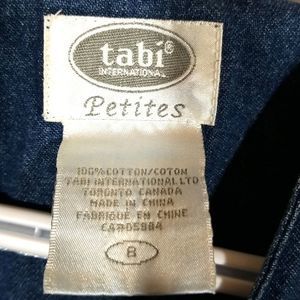 tabi®
INTERNATIONAL
Petites
100% COTTON/COTON
TABI INTERNATIONAL LTD
TORONTO CANADA
MADE IN CHINA
FABRIQUE EN CHINE
CA#05984
8